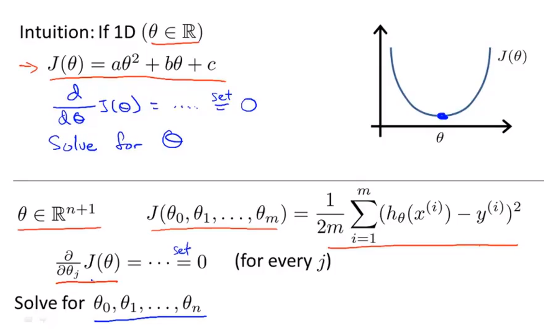 Intuition: If 1D (θ ∈ ℝ)
→ J(θ) = aθ² + bθ + c
d/dθ J(θ) = .... set = 0
Solve for θ
J(θ)
θ
θ ∈ ℝⁿ⁺¹ J(θ₀, θ₁, . . . , θₘ) = 1/2m ∑ᵢ₌₁ᵐ (h_θ(x⁽ⁱ⁾) − y⁽ⁱ⁾)²
∂/∂θⱼ J(θ) = ··· set = 0 (for every j)
Solve for θ₀, θ₁, . . . , θₙ